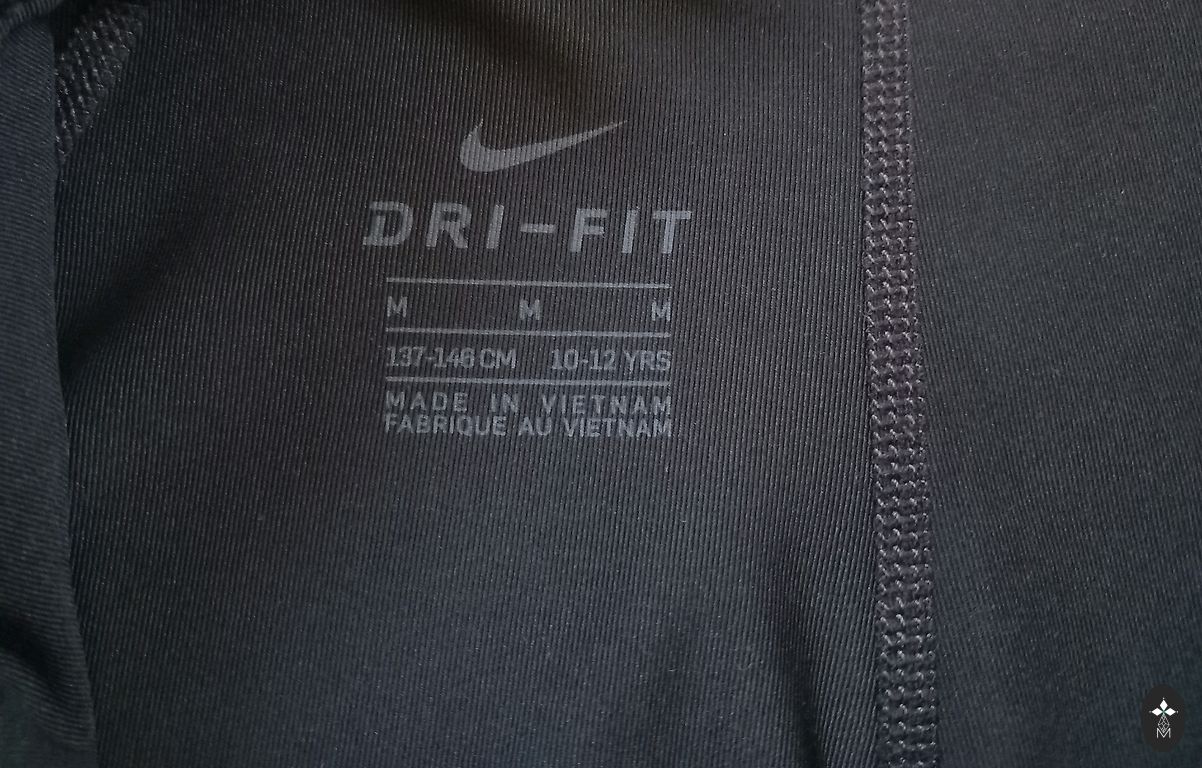 DRI-FIT
M M M
137-146 CM 10-12 YRS
MADE IN VIETNAM
FABRIQUE AU VIETNAM
M